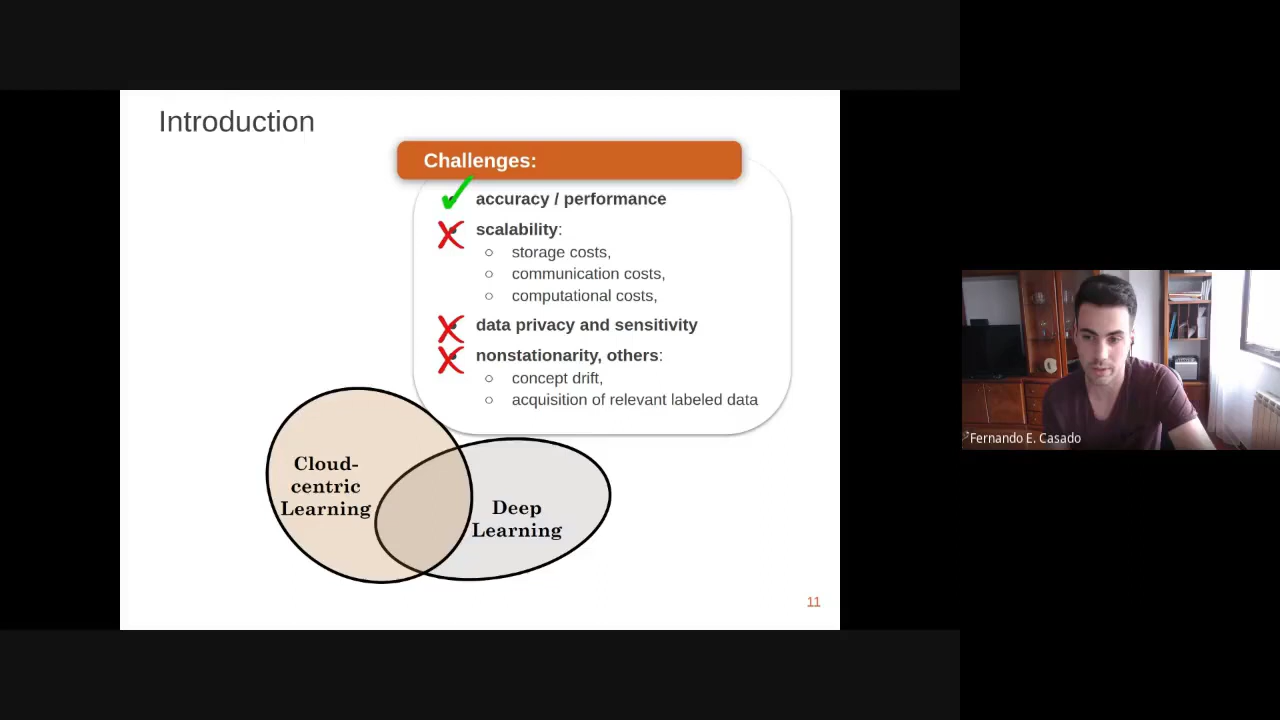 Introduction
Challenges:
accuracy / performance
scalability:
storage costs,
communication costs,
computational costs,
data privacy and sensitivity
nonstationarity, others:
concept drift,
acquisition of relevant labeled data
Cloud-
centric
Learning
Deep
Learning
11
Fernando E. Casado